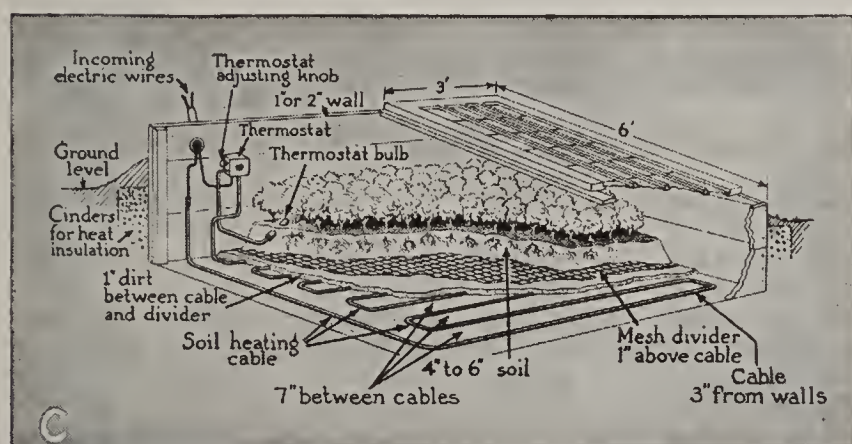 Incoming
electric wires
Thermostat
adjusting knob
3'
1" or 2" wall
6'
Thermostat
Ground
level
Thermostat bulb
Cinders
for heat
insulation
1" dirt
between cable
and divider
Soil heating
cable
4" to 6" soil
Mesh divider
1" above cable
7" between cables
Cable
3" from walls
C